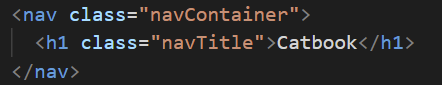 <nav class="navContainer">
<h1 class="navTitle">Catbook</h1>
</nav>